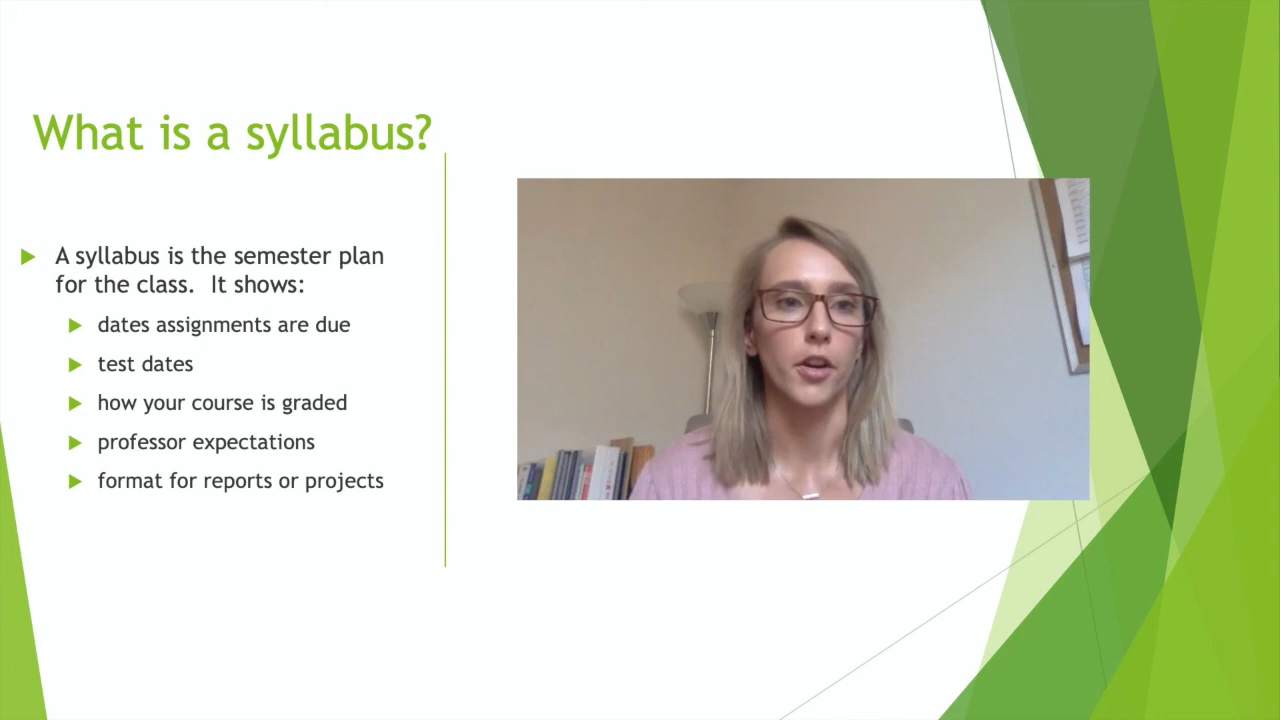 What is a syllabus?
A syllabus is the semester plan
for the class.  It shows:
dates assignments are due
test dates
how your course is graded
professor expectations
format for reports or projects